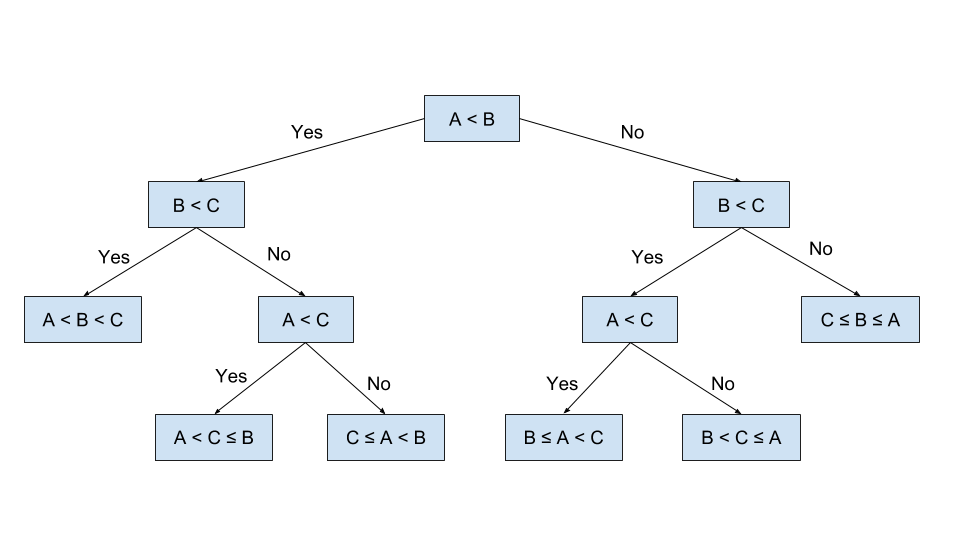 A < B
Yes
No
B < C
B < C
Yes
No
Yes
No
A < B < C
A < C
A < C
C ≤ B ≤ A
Yes
No
Yes
No
A < C ≤ B
C ≤ A < B
B ≤ A < C
B < C ≤ A